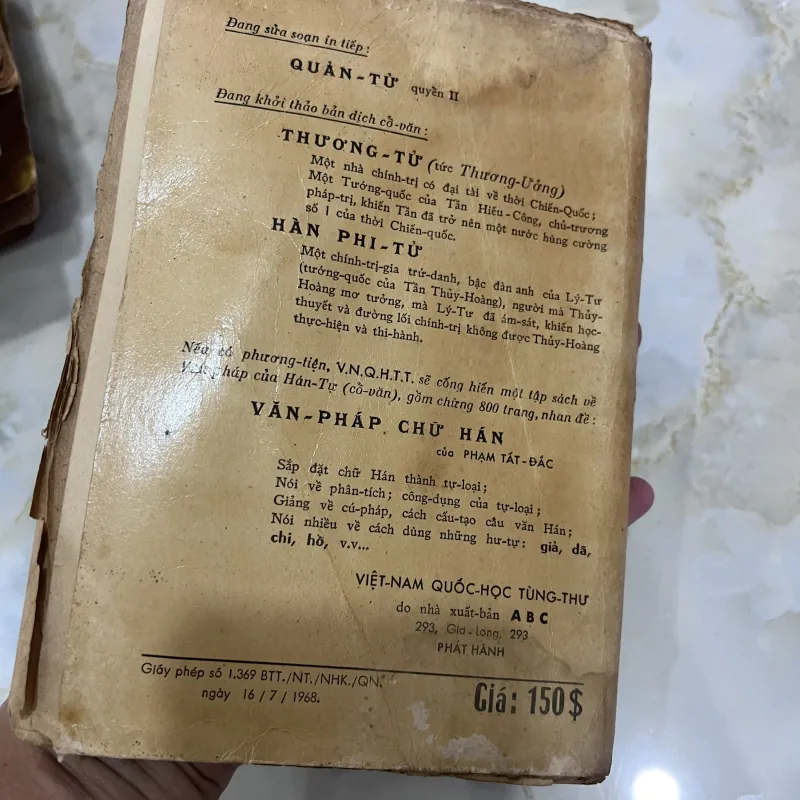 Đang sửa soạn in tiếp :
QUẢN-TỬ quyển II
Đang khởi thảo bản dịch cổ-văn :
THƯƠNG-TỬ (tức Thương-Ưởng)
Một nhà chính-trị có đại tài về thời Chiến-Quốc ;
Một Tướng-quốc của Tần Hiếu-Công, chủ-trương
pháp-trị, khiến Tần đã trở nên một nước hùng cường
số 1 của thời Chiến-quốc.
HÀN PHI-TỬ
Một chính-trị-gia trứ-danh, bậc đàn anh của Lý-Tư
(tướng-quốc của Tần Thủy-Hoàng), người mà Thủy-
Hoàng mơ tưởng, mà Lý-Tư đã ám-sát, khiến học-
thuyết và đường lối chính-trị không được Thủy-Hoàng
thực-hiện và thi-hành.
Nếu có phương-tiện, V.N.Q.H.T.T. sẽ cống hiến một tập sách về
Văn pháp của Hán-Tự (cổ-văn), gồm chừng 800 trang, nhan đề :
VĂN-PHÁP CHỮ HÁN
của PHẠM TẤT-ĐẮC
Sắp đặt chữ Hán thành tự-loại ;
Nói về phân-tích ; công-dụng của tự-loại ;
Giảng về cú-pháp, cách cấu-tạo câu văn Hán ;
Nói nhiều về cách dùng những hư-tự : giả, dã,
chi, hồ, v.v...
VIỆT-NAM QUỐC-HỌC TÙNG-THƯ
do nhà xuất-bản ABC
293, Gia-Long, 293
PHÁT HÀNH
Giấy phép số 1.369 BTT./NT./NHK./QN.
ngày 16/7/1968.
Giá: 150$